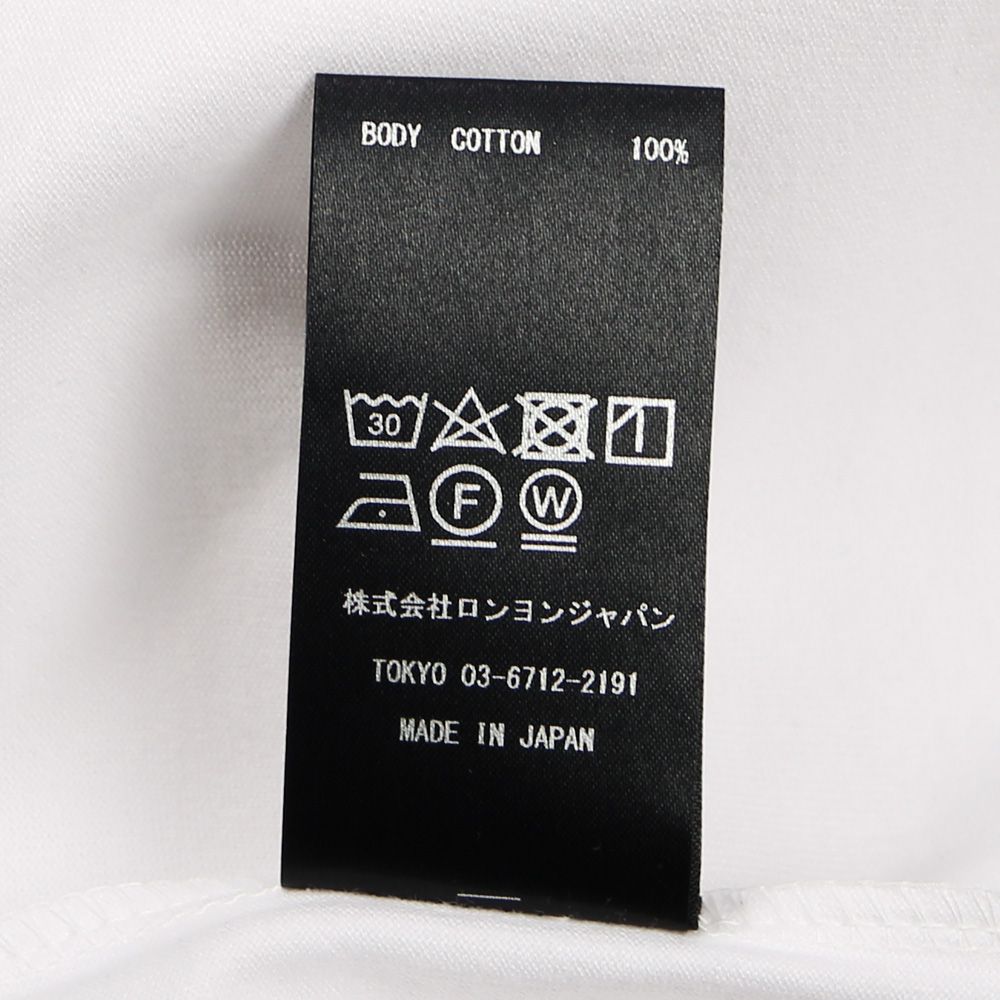 BODY COTTON 100%
30
F W
株式会社ロンヨンジャパン
TOKYO 03-6712-2191
MADE IN JAPAN